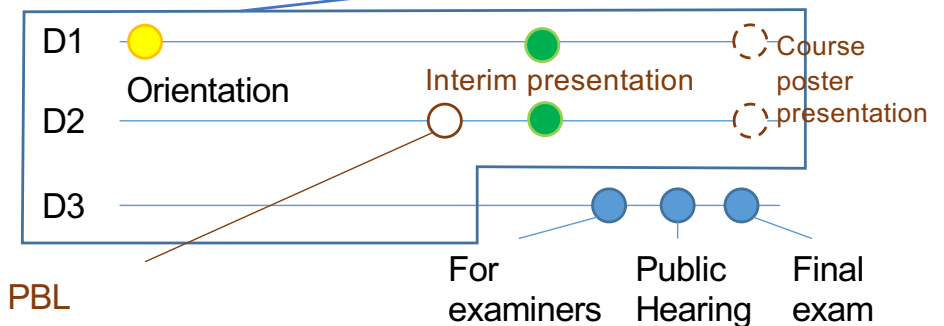 D1
Course
poster
presentation
Orientation
Interim presentation
D2
D3
For
examiners
Public
Hearing
Final
exam
PBL